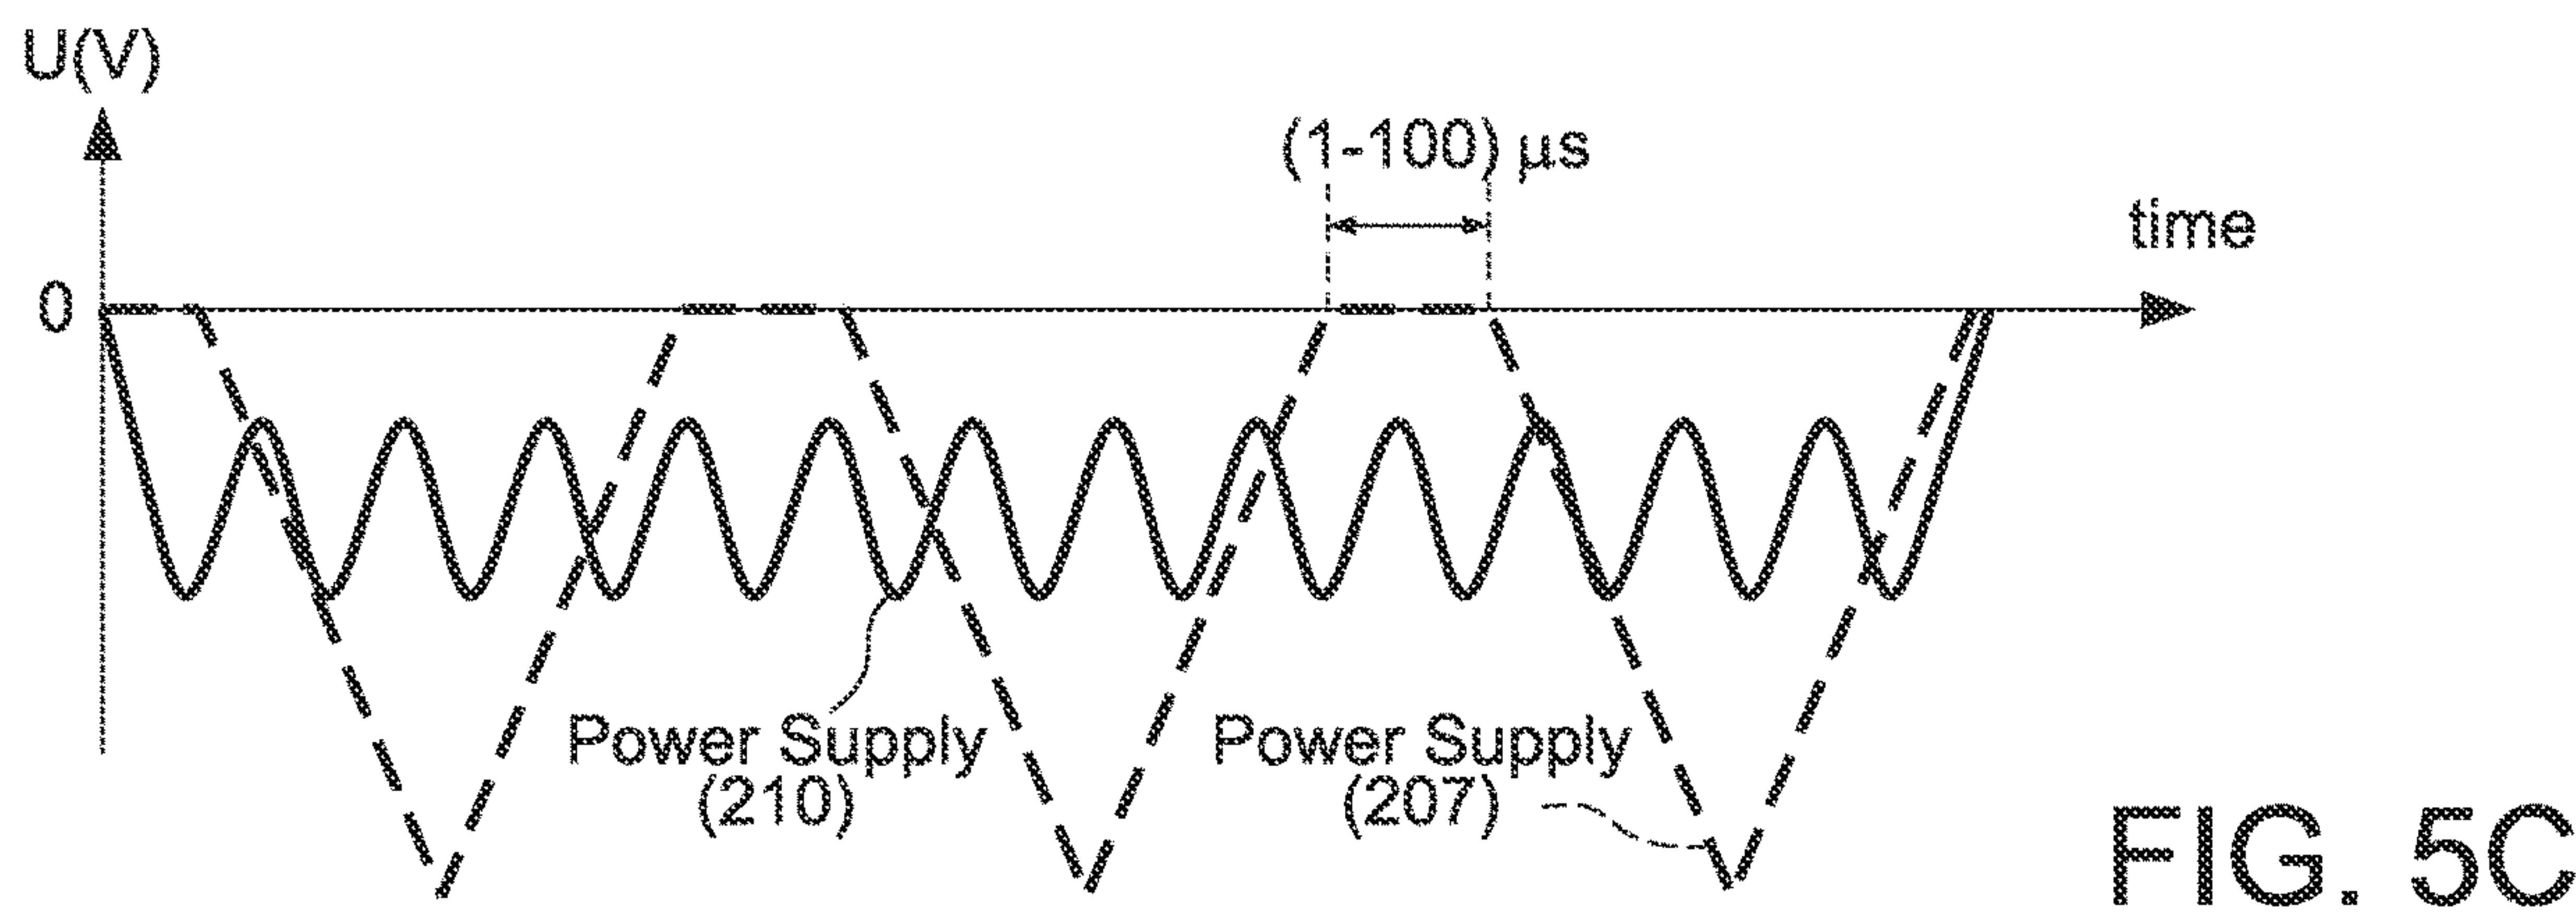 U(V)
(1-100) μs
time
0
Power Supply
(210)
Power Supply
(207)
FIG. 5C